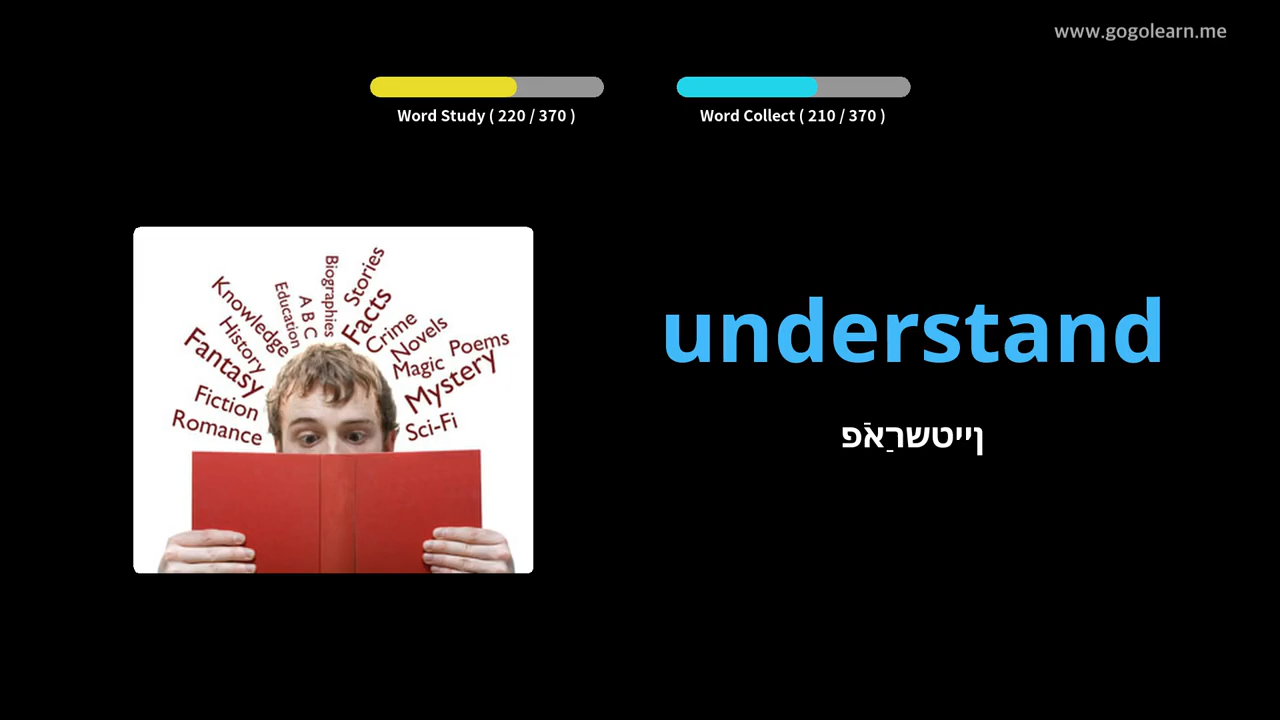 www.gogolearn.me
Word Study ( 220 / 370 )
Word Collect ( 210 / 370 )
Biographies
Stories
Education
A B C
Facts
Knowledge
Crime
History
Novels
Fantasy
Poems
Magic
Mystery
Fiction
Romance
Sci-Fi
understand
ןייטשרַאֿפ